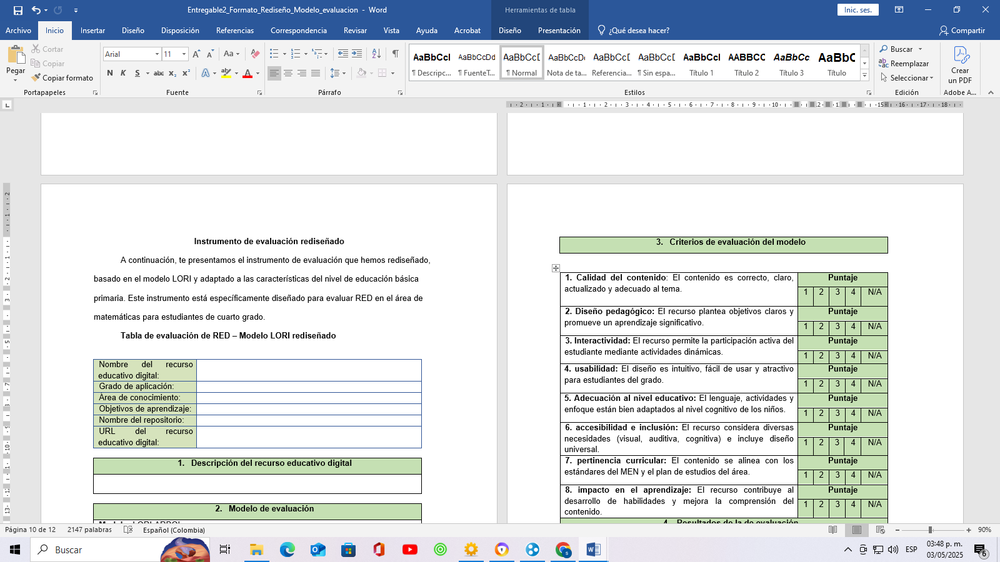 Entregable2_Formato_Rediseño_Modelo_evaluacion - Word
Herramientas de tabla
Inic. ses.
Archivo Inicio Insertar Diseño Disposición Referencias Correspondencia Revisar Vista Ayuda Acrobat Diseño Presentación ¿Qué desea hacer? Compartir
Pegar
Cortar
Copiar
Copiar formato
Portapapeles
Arial 11
N K S abc x₂ x²
Fuente
Párrafo
AaBbCcI AaBbCcDd AaBbCcD AaBbCcDc AaBbCcD AaBbCcD AaBbCcI AABBCC AaBbCc AaBbC
¶ Descripc... ¶ FuenteT... ¶ Normal Nota de ta... Referencia... ¶ Sin espa... Título 1 Título 2 Título 3 Título
Estilos
Buscar
Reemplazar
Seleccionar
Edición
Crear
un PDF
Adobe A...
Instrumento de evaluación rediseñado
A continuación, te presentamos el instrumento de evaluación que hemos rediseñado,
basado en el modelo LORI y adaptado a las características del nivel de educación básica
primaria. Este instrumento está específicamente diseñado para evaluar RED en el área de
matemáticas para estudiantes de cuarto grado.
Tabla de evaluación de RED – Modelo LORI rediseñado
Nombre del recurso
educativo digital:
Grado de aplicación:
Área de conocimiento:
Objetivos de aprendizaje:
Nombre del repositorio:
URL del recurso
educativo digital:
1. Descripción del recurso educativo digital
2. Modelo de evaluación
3. Criterios de evaluación del modelo
1. Calidad del contenido: El contenido es correcto, claro,
actualizado y adecuado al tema.
Puntaje
1 2 3 4 N/A
2. Diseño pedagógico: El recurso plantea objetivos claros y
promueve un aprendizaje significativo.
Puntaje
1 2 3 4 N/A
3. Interactividad: El recurso permite la participación activa del
estudiante mediante actividades dinámicas.
Puntaje
1 2 3 4 N/A
4. usabilidad: El diseño es intuitivo, fácil de usar y atractivo
para estudiantes del grado.
Puntaje
1 2 3 4 N/A
5. Adecuación al nivel educativo: El lenguaje, actividades y
enfoque están bien adaptados al nivel cognitivo de los niños.
Puntaje
1 2 3 4 N/A
6. accesibilidad e inclusión: El recurso considera diversas
necesidades (visual, auditiva, cognitiva) e incluye diseño
universal.
Puntaje
1 2 3 4 N/A
7. pertinencia curricular: El contenido se alinea con los
estándares del MEN y el plan de estudios del área.
Puntaje
1 2 3 4 N/A
8. impacto en el aprendizaje: El recurso contribuye al
desarrollo de habilidades y mejora la comprensión del
contenido.
Puntaje
1 2 3 4 N/A
4. Resultados de la de evaluación
Página 10 de 12 2147 palabras Español (Colombia) 90%
Buscar
ESP
03:48 p. m.
03/05/2025
6